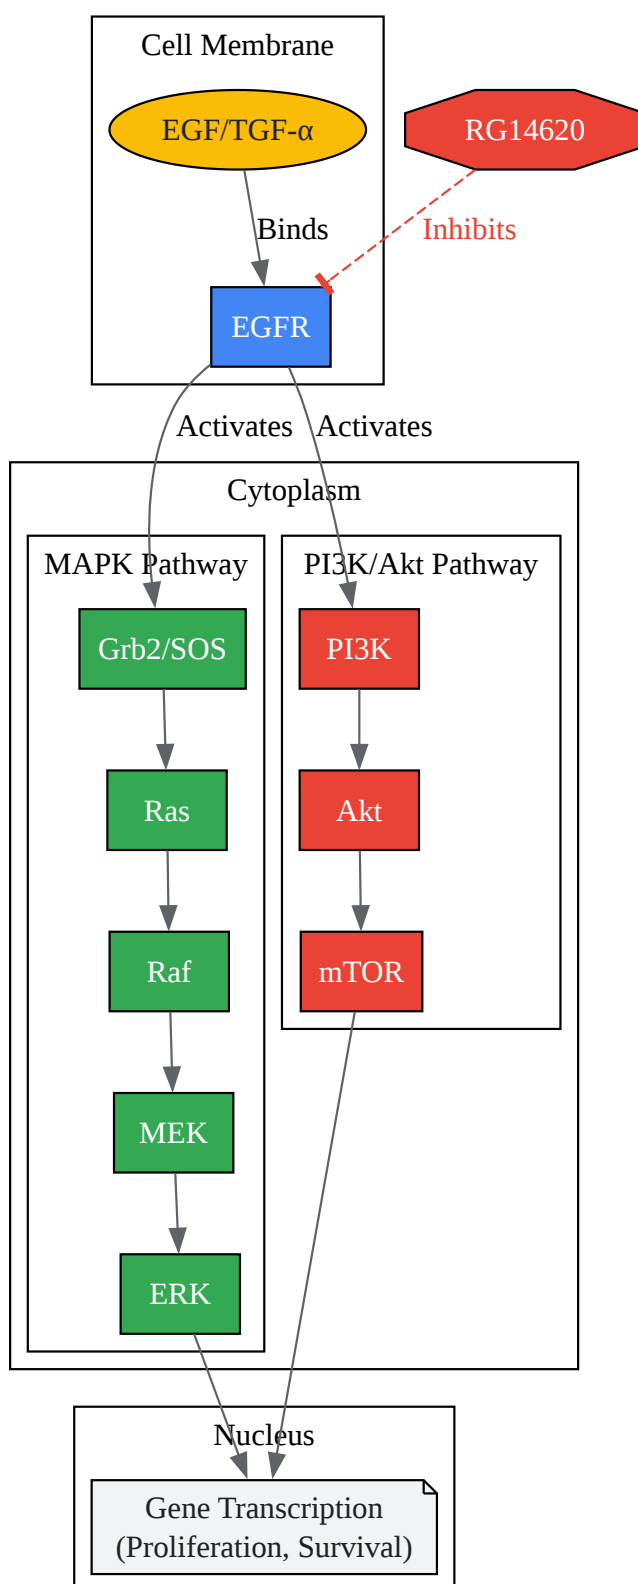 Cell Membrane
EGF/TGF-α
RG14620
Binds
Inhibits
EGFR
Activates
Activates
Cytoplasm
MAPK Pathway
PI3K/Akt Pathway
Grb2/SOS
PI3K
Ras
Akt
Raf
mTOR
MEK
ERK
Nucleus
Gene Transcription
(Proliferation, Survival)